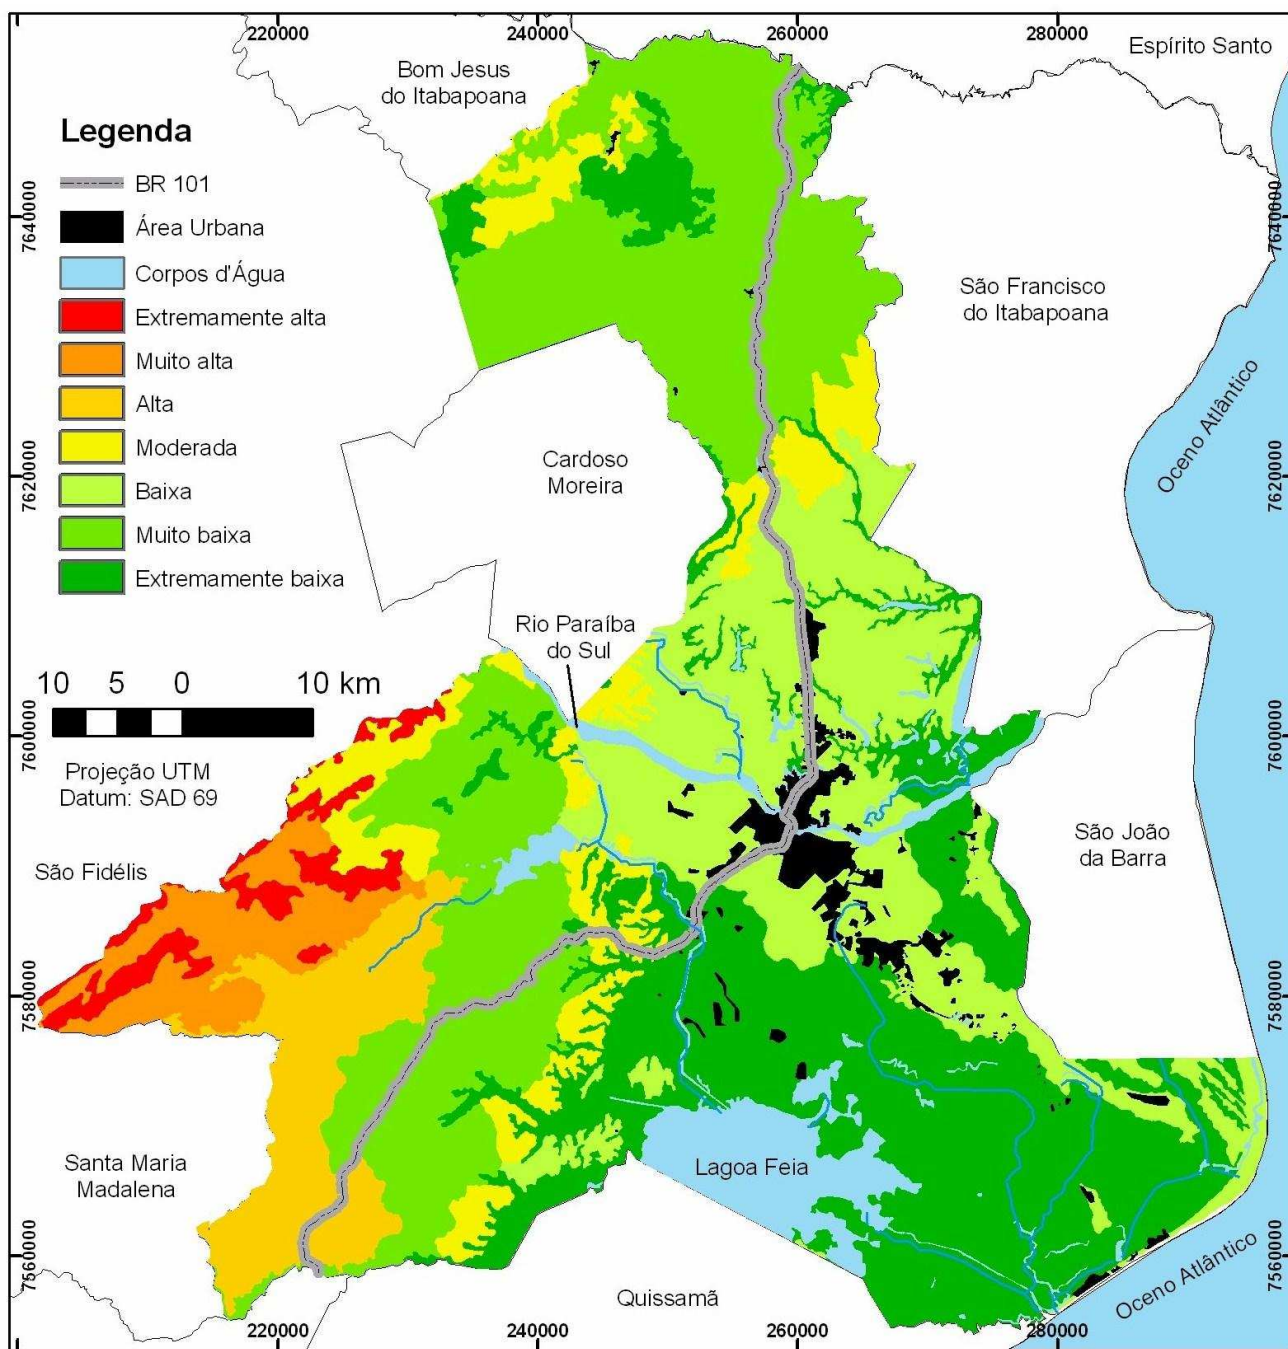 220000
240000
260000
280000
Espírito Santo
Bom Jesus
do Itabapoana
Legenda
BR 101
Área Urbana
Corpos d'Água
Extremamente alta
Muito alta
Alta
Moderada
Baixa
Muito baixa
Extremamente baixa
7640000
7640000
São Francisco
do Itabapoana
Oceno Atlântico
Cardoso
Moreira
7620000
7620000
Rio Paraíba
do Sul
10 5 0 10 km
7600000
7600000
Projeção UTM
Datum: SAD 69
São Fidélis
São João
da Barra
7580000
7580000
Santa Maria
Madalena
Lagoa Feia
7560000
7560000
Quissamã
Oceno Atlântico
220000
240000
260000
280000